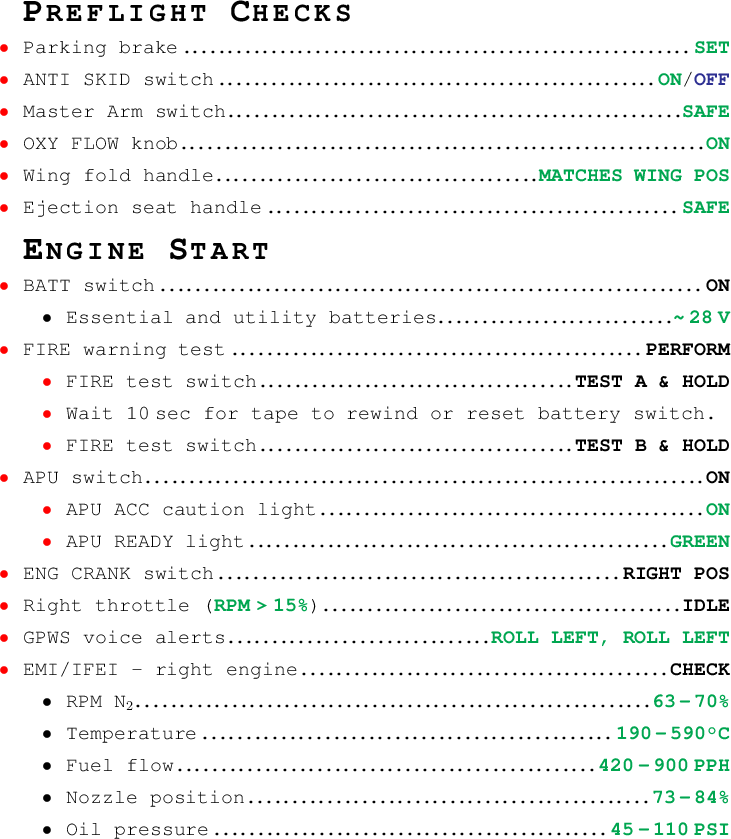 PREFLIGHT CHECKS
• Parking brake ........................................................ SET
• ANTI SKID switch ................................................. ON/OFF
• Master Arm switch.................................................. SAFE
• OXY FLOW knob.......................................................... ON
• Wing fold handle.................................... MATCHES WING POS
• Ejection seat handle .............................................. SAFE
ENGINE START
• BATT switch ............................................................ ON
• Essential and utility batteries.......................... ~ 28 V
• FIRE warning test .............................................. PERFORM
• FIRE test switch................................... TEST A & HOLD
• Wait 10 sec for tape to rewind or reset battery switch.
• FIRE test switch................................... TEST B & HOLD
• APU switch.............................................................. ON
• APU ACC caution light........................................... ON
• APU READY light ............................................... GREEN
• ENG CRANK switch ............................................. RIGHT POS
• Right throttle (RPM > 15%)........................................ IDLE
• GPWS voice alerts............................. ROLL LEFT, ROLL LEFT
• EMI/IFEI – right engine......................................... CHECK
• RPM N₂......................................................... 63 – 70%
• Temperature .............................................. 190 – 590°C
• Fuel flow............................................... 420 – 900 PPH
• Nozzle position............................................. 73 – 84%
• Oil pressure ............................................ 45 – 110 PSI